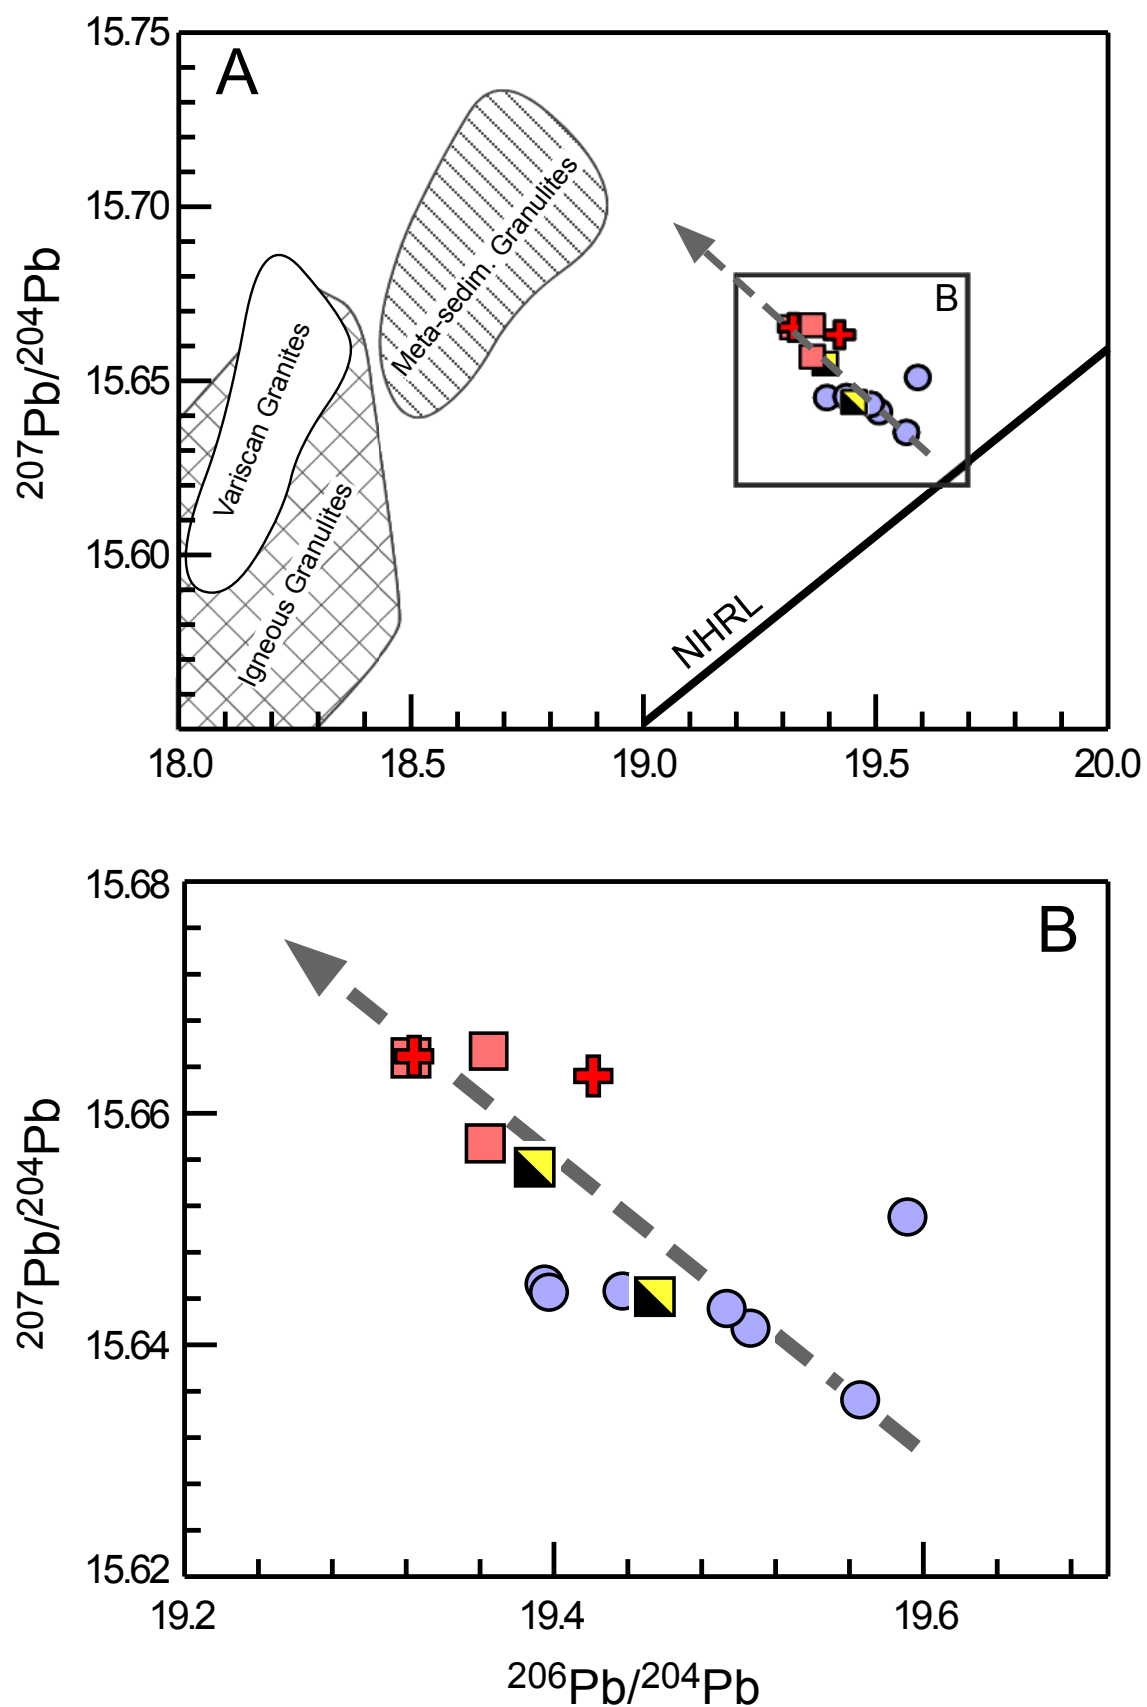 15.75
A
15.70
15.65
15.60
207Pb/204Pb
Variscan Granites
Igneous Granulites
Meta-sedim. Granulites
B
NHRL
18.0 18.5 19.0 19.5 20.0
15.68
B
15.66
15.64
15.62
207Pb/204Pb
19.2 19.4 19.6
206Pb/204Pb